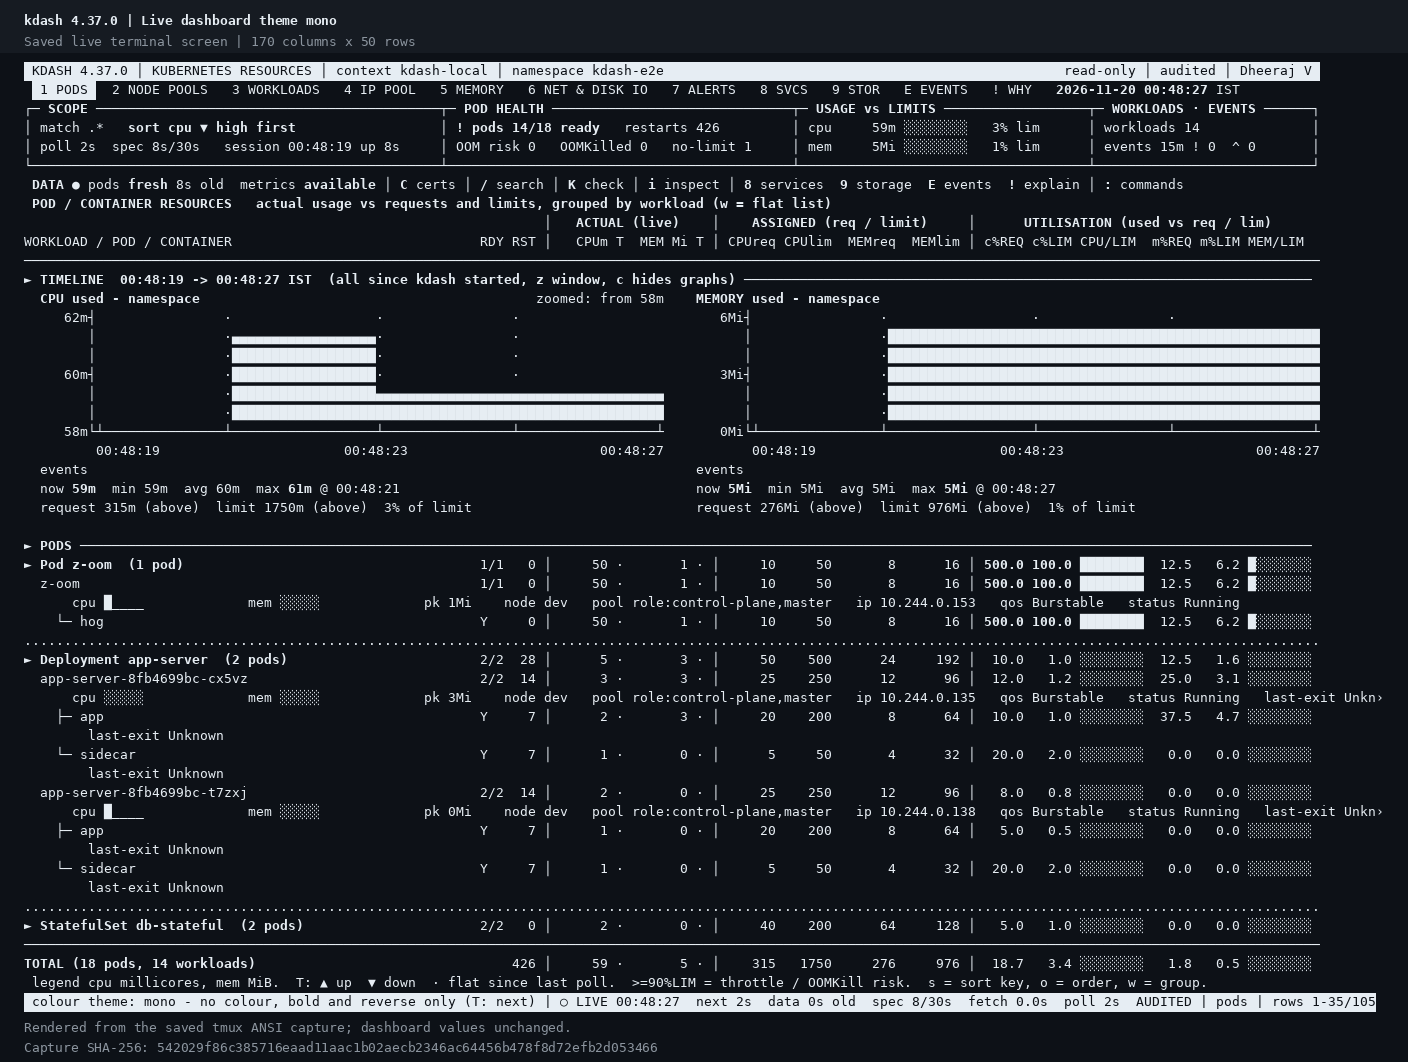 kdash 4.37.0 | Live dashboard theme mono
Saved live terminal screen | 170 columns x 50 rows
KDASH 4.37.0 │ KUBERNETES RESOURCES │ context kdash-local │ namespace kdash-e2e read-only │ audited │ Dheeraj V
1 PODS 2 NODE POOLS 3 WORKLOADS 4 IP POOL 5 MEMORY 6 NET & DISK IO 7 ALERTS 8 SVCS 9 STOR E EVENTS ! WHY 2026-11-20 00:48:27 IST
┌─ SCOPE ─┬─ POD HEALTH ─┬─ USAGE vs LIMITS ─┬─ WORKLOADS · EVENTS ─┐
│ match .* sort cpu ▼ high first │ ! pods 14/18 ready restarts 426 │ cpu 59m ░░░░░░░░ 3% lim │ workloads 14 │
│ poll 2s spec 8s/30s session 00:48:19 up 8s │ OOM risk 0 OOMKilled 0 no-limit 1 │ mem 5Mi ░░░░░░░░ 1% lim │ events 15m ! 0 ^ 0 │
DATA ● pods fresh 8s old metrics available │ C certs │ / search │ K check │ i inspect │ 8 services 9 storage E events ! explain │ : commands
POD / CONTAINER RESOURCES actual usage vs requests and limits, grouped by workload (w = flat list)
│ ACTUAL (live) │ ASSIGNED (req / limit) │ UTILISATION (used vs req / lim)
WORKLOAD / POD / CONTAINER RDY RST │ CPUm T MEM Mi T │ CPUreq CPUlim MEMreq MEMlim │ c%REQ c%LIM CPU/LIM m%REQ m%LIM MEM/LIM
► TIMELINE 00:48:19 -> 00:48:27 IST (all since kdash started, z window, c hides graphs)
CPU used - namespace zoomed: from 58m MEMORY used - namespace
62m 6Mi
60m 3Mi
58m 0Mi
00:48:19 00:48:23 00:48:27 00:48:19 00:48:23 00:48:27
events events
now 59m min 59m avg 60m max 61m @ 00:48:21 now 5Mi min 5Mi avg 5Mi max 5Mi @ 00:48:27
request 315m (above) limit 1750m (above) 3% of limit request 276Mi (above) limit 976Mi (above) 1% of limit
► PODS
► Pod z-oom (1 pod) 1/1 0 │ 50 · 1 · │ 10 50 8 16 │ 500.0 100.0 ████████ 12.5 6.2 █░░░░░░░
z-oom 1/1 0 │ 50 · 1 · │ 10 50 8 16 │ 500.0 100.0 ████████ 12.5 6.2 █░░░░░░░
cpu █____ mem ░░░░░ pk 1Mi node dev pool role:control-plane,master ip 10.244.0.153 qos Burstable status Running
└─ hog Y 0 │ 50 · 1 · │ 10 50 8 16 │ 500.0 100.0 ████████ 12.5 6.2 █░░░░░░░
► Deployment app-server (2 pods) 2/2 28 │ 5 · 3 · │ 50 500 24 192 │ 10.0 1.0 ░░░░░░░░ 12.5 1.6 ░░░░░░░░
app-server-8fb4699bc-cx5vz 2/2 14 │ 3 · 3 · │ 25 250 12 96 │ 12.0 1.2 ░░░░░░░░ 25.0 3.1 ░░░░░░░░
cpu ░░░░░ mem ░░░░░ pk 3Mi node dev pool role:control-plane,master ip 10.244.0.135 qos Burstable status Running last-exit Unkn›
├─ app Y 7 │ 2 · 3 · │ 20 200 8 64 │ 10.0 1.0 ░░░░░░░░ 37.5 4.7 ░░░░░░░░
last-exit Unknown
└─ sidecar Y 7 │ 1 · 0 · │ 5 50 4 32 │ 20.0 2.0 ░░░░░░░░ 0.0 0.0 ░░░░░░░░
last-exit Unknown
app-server-8fb4699bc-t7zxj 2/2 14 │ 2 · 0 · │ 25 250 12 96 │ 8.0 0.8 ░░░░░░░░ 0.0 0.0 ░░░░░░░░
cpu █____ mem ░░░░░ pk 0Mi node dev pool role:control-plane,master ip 10.244.0.138 qos Burstable status Running last-exit Unkn›
├─ app Y 7 │ 1 · 0 · │ 20 200 8 64 │ 5.0 0.5 ░░░░░░░░ 0.0 0.0 ░░░░░░░░
last-exit Unknown
└─ sidecar Y 7 │ 1 · 0 · │ 5 50 4 32 │ 20.0 2.0 ░░░░░░░░ 0.0 0.0 ░░░░░░░░
last-exit Unknown
► StatefulSet db-stateful (2 pods) 2/2 0 │ 2 · 0 · │ 40 200 64 128 │ 5.0 1.0 ░░░░░░░░ 0.0 0.0 ░░░░░░░░
TOTAL (18 pods, 14 workloads) 426 │ 59 · 5 · │ 315 1750 276 976 │ 18.7 3.4 ░░░░░░░░ 1.8 0.5 ░░░░░░░░
legend cpu millicores, mem MiB. T: ▲ up ▼ down · flat since last poll. >=90%LIM = throttle / OOMKill risk. s = sort key, o = order, w = group.
colour theme: mono - no colour, bold and reverse only (T: next) | ○ LIVE 00:48:27 next 2s data 0s old spec 8/30s fetch 0.0s poll 2s AUDITED | pods | rows 1-35/105
Rendered from the saved tmux ANSI capture; dashboard values unchanged.
Capture SHA-256: 542029f86c385716eaad11aac1b02aecb2346ac64456b478f8d72efb2d053466